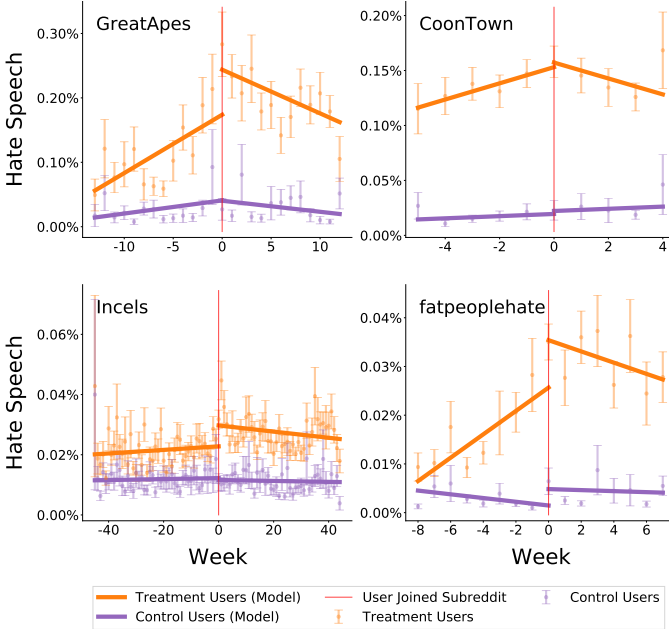 GreatApes
CoonTown
Hate Speech
0.30%
0.20%
0.10%
0.00%
-10 -5 0 5 10
0.20%
0.15%
0.10%
0.05%
0.00%
-4 -2 0 2 4
Incels
fatpeoplehate
Hate Speech
0.06%
0.04%
0.02%
0.00%
-40 -20 0 20 40
Week
0.04%
0.03%
0.02%
0.01%
0.00%
-8 -6 -4 -2 0 2 4 6
Week
Treatment Users (Model) User Joined Subreddit Control Users
Control Users (Model) Treatment Users